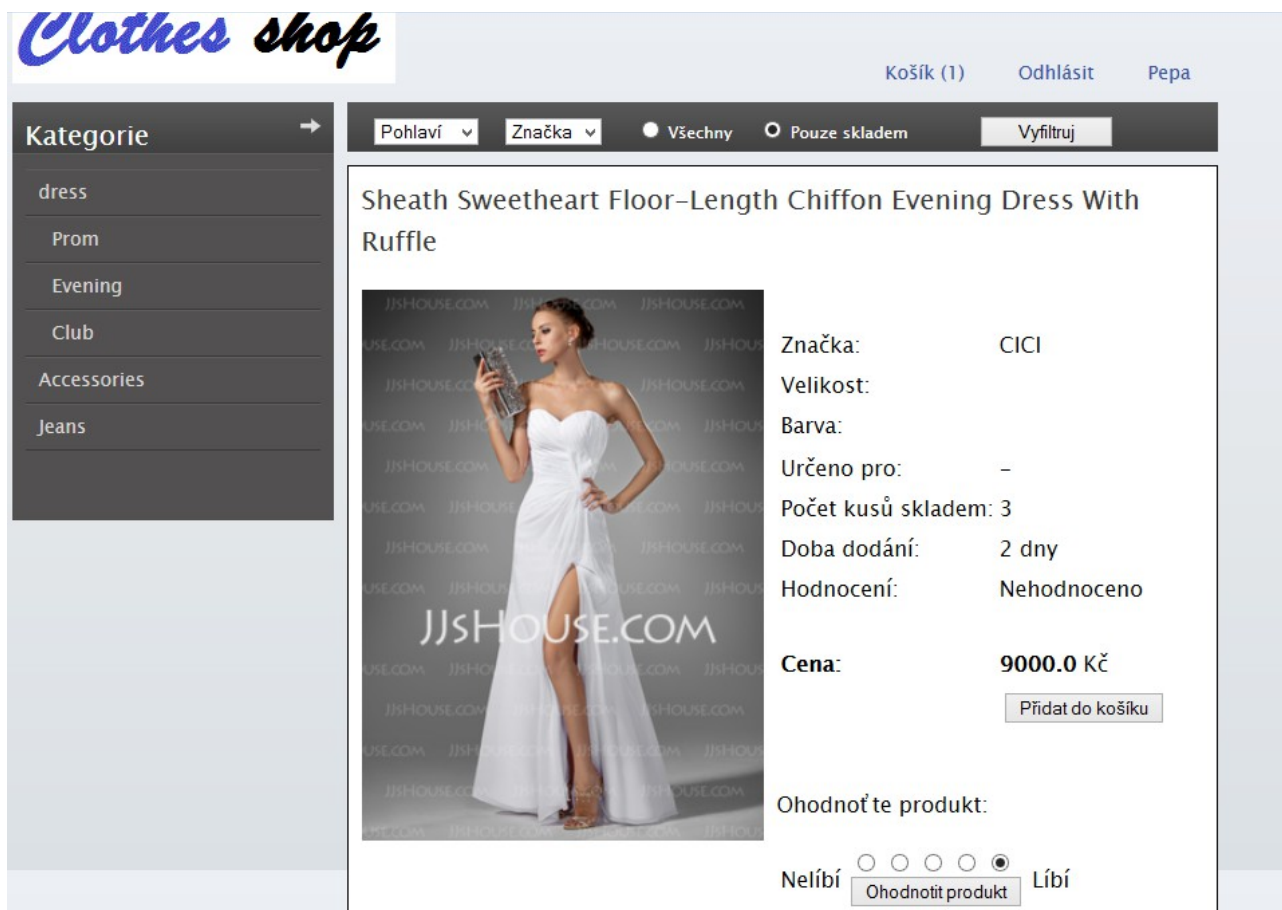 Clothes shop
Košík (1) Odhlásit Pepa
Kategorie
dress
Prom
Evening
Club
Accessories
Jeans
Pohlaví Značka Všechny Pouze skladem Vyfiltruj
Sheath Sweetheart Floor-Length Chiffon Evening Dress With
Ruffle
JJsHouse.com
Značka: CICI
Velikost:
Barva:
Určeno pro: -
Počet kusů skladem: 3
Doba dodání: 2 dny
Hodnocení: Nehodnoceno
Cena: 9000.0 Kč
Přidat do košíku
Ohodnoťte produkt:
Nelíbí Líbí
Ohodnotit produkt